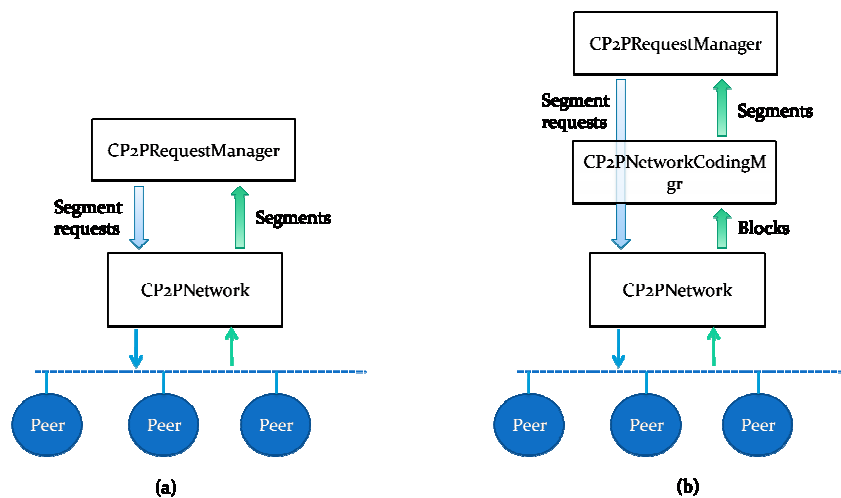 CP2PRequestManager
Segment
requests
Segments
CP2PNetwork
Peer
Peer
Peer
(a)
CP2PRequestManager
Segment
requests
Segments
CP2PNetworkCodingM
gr
Blocks
CP2PNetwork
Peer
Peer
Peer
(b)